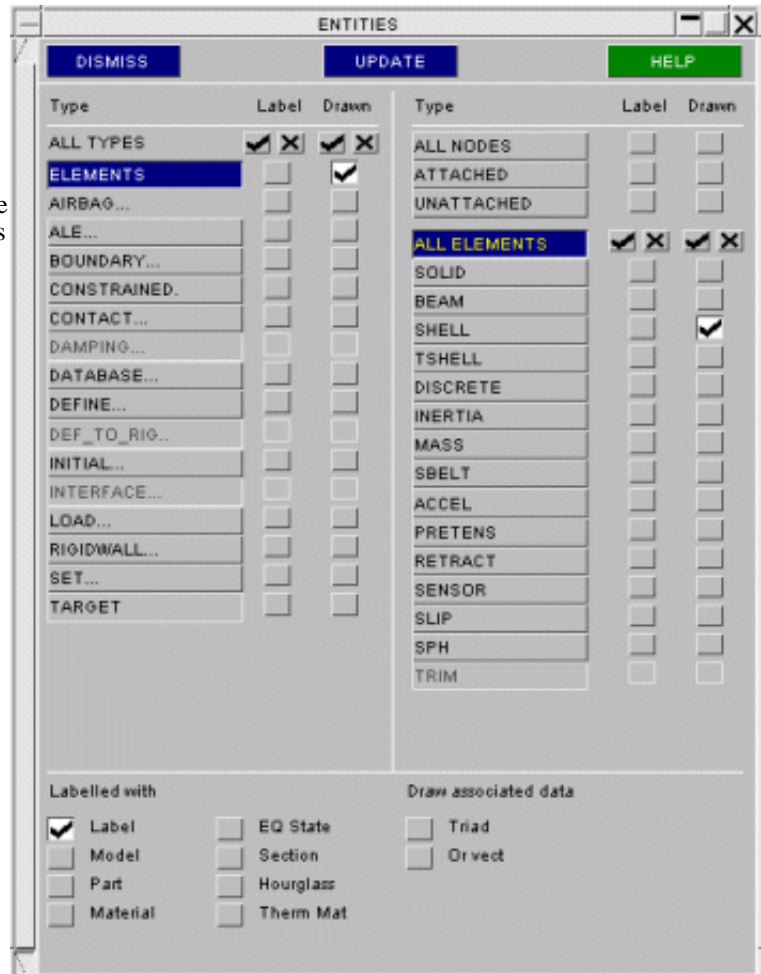 ENTITIES
DISMISS UPDATE HELP
Type Label Drawn
ALL TYPES
ELEMENTS
AIRBAG...
ALE...
BOUNDARY...
CONSTRAINED.
CONTACT...
DAMPING...
DATABASE...
DEFINE...
DEF_TO_RIG..
INITIAL...
INTERFACE...
LOAD...
RIGIDWALL...
SET...
TARGET
Type Label Drawn
ALL NODES
ATTACHED
UNATTACHED
ALL ELEMENTS
SOLID
BEAM
SHELL
TSHELL
DISCRETE
INERTIA
MASS
SBELT
ACCEL
PRETENS
RETRACT
SENSOR
SLIP
SPH
TRIM
Labelled with
Label EQ State
Model Section
Part Hourglass
Material Therm Mat
Draw associated data
Triad
Or vect